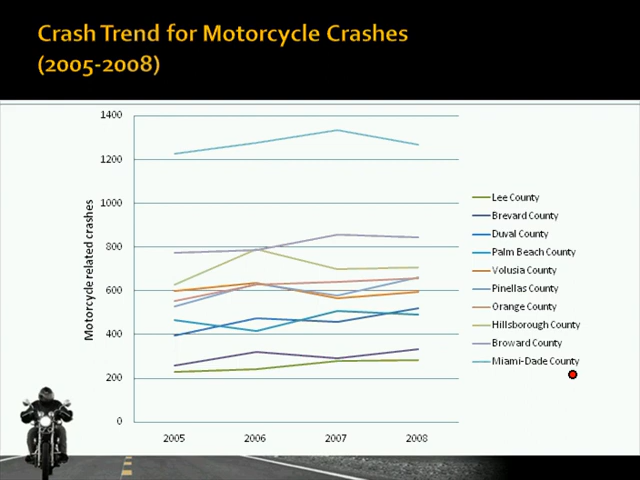 Crash Trend for Motorcycle Crashes
(2005-2008)
1400
1200
1000
800
600
400
200
0
Motorcycle related crashes
2005 2006 2007 2008
Lee County
Brevard County
Duval County
Palm Beach County
Volusia County
Pinellas County
Orange County
Hillsborough County
Broward County
Miami-Dade County